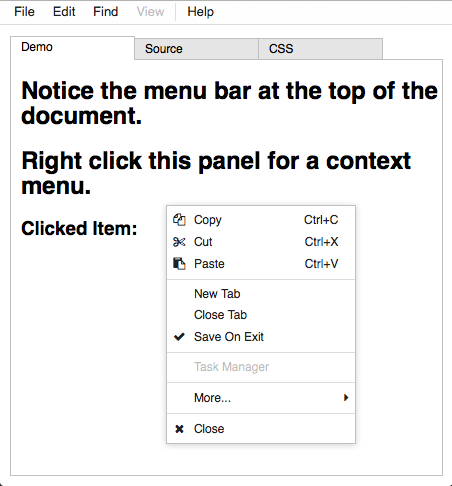 File Edit Find View Help
Demo Source CSS
Notice the menu bar at the top of the
document.
Right click this panel for a context
menu.
Clicked Item:
Copy Ctrl+C
Cut Ctrl+X
Paste Ctrl+V
New Tab
Close Tab
Save On Exit
Task Manager
More...
Close